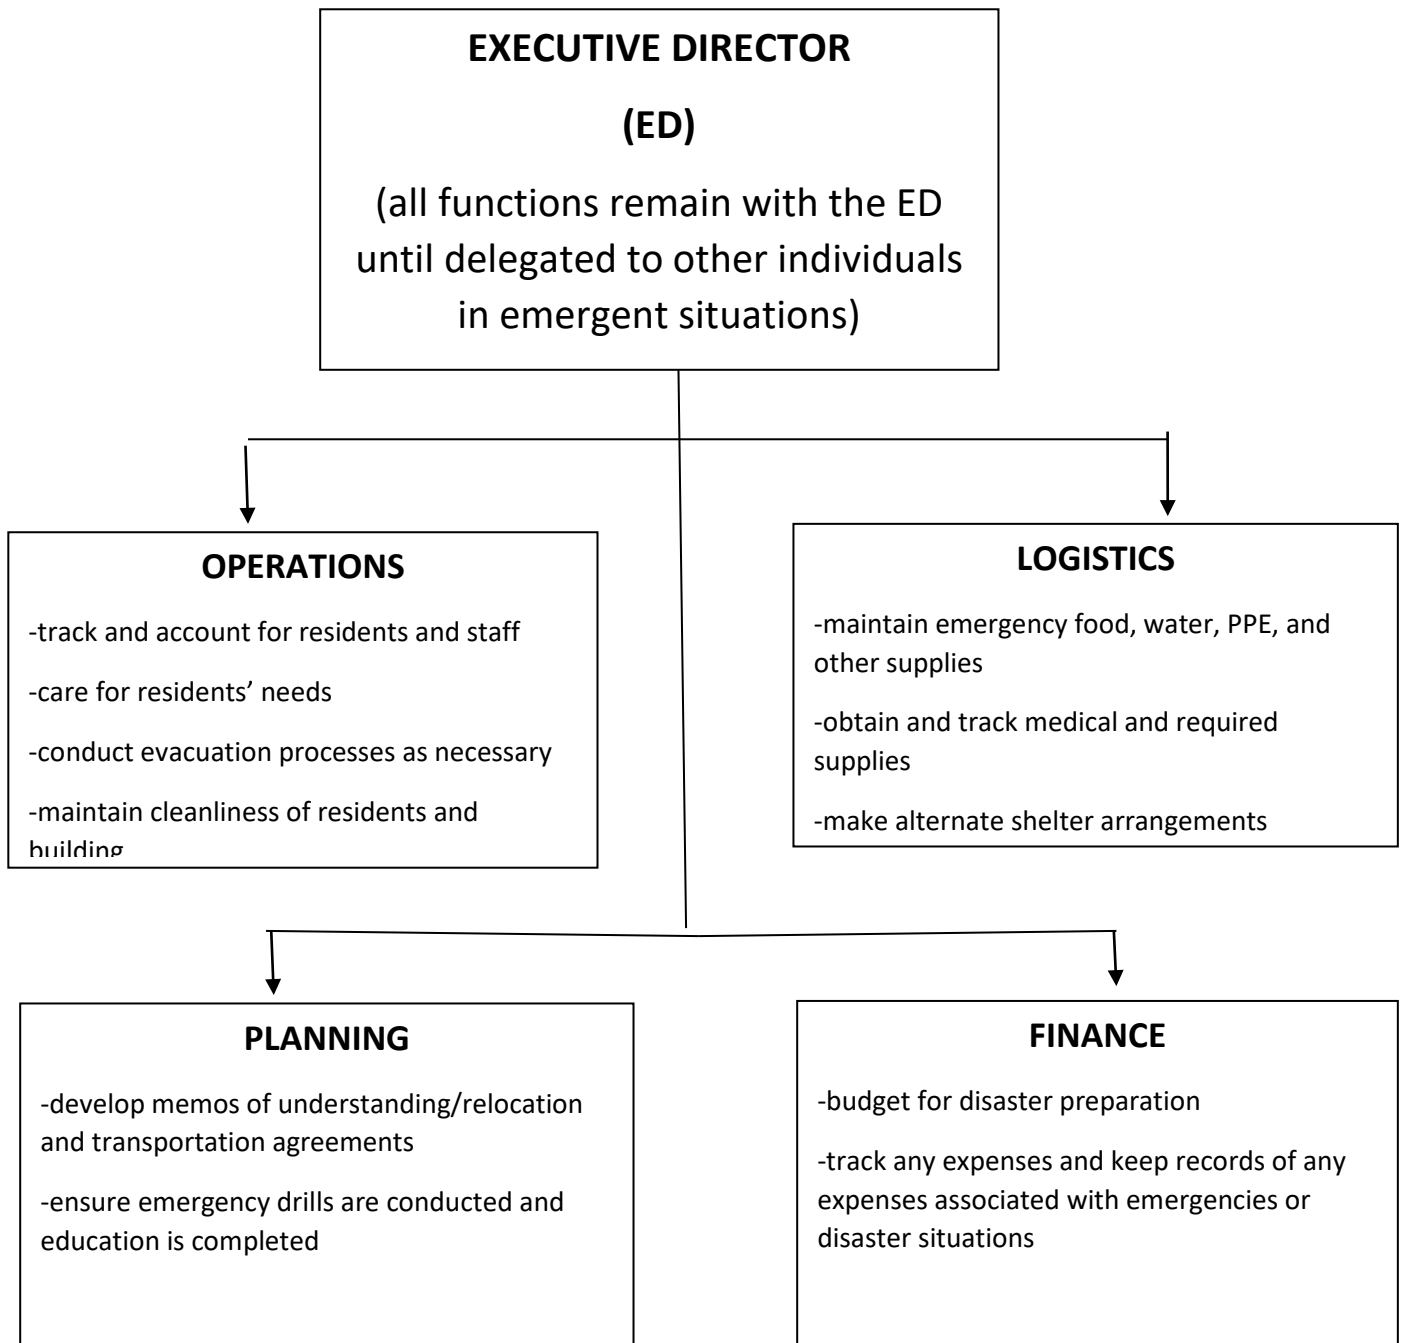 EXECUTIVE DIRECTOR
(ED)
(all functions remain with the ED
until delegated to other individuals
in emergent situations)
OPERATIONS
-track and account for residents and staff
-care for residents’ needs
-conduct evacuation processes as necessary
-maintain cleanliness of residents and
building
LOGISTICS
-maintain emergency food, water, PPE, and
other supplies
-obtain and track medical and required
supplies
-make alternate shelter arrangements
PLANNING
-develop memos of understanding/relocation
and transportation agreements
-ensure emergency drills are conducted and
education is completed
FINANCE
-budget for disaster preparation
-track any expenses and keep records of any
expenses associated with emergencies or
disaster situations